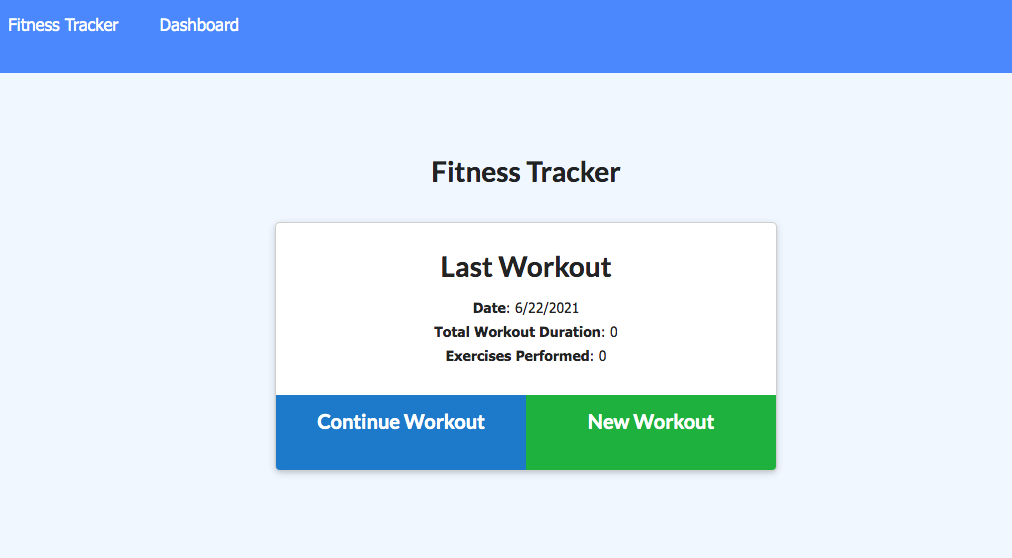 Fitness Tracker Dashboard
Fitness Tracker
Last Workout
Date: 6/22/2021
Total Workout Duration: 0
Exercises Performed: 0
Continue Workout New Workout